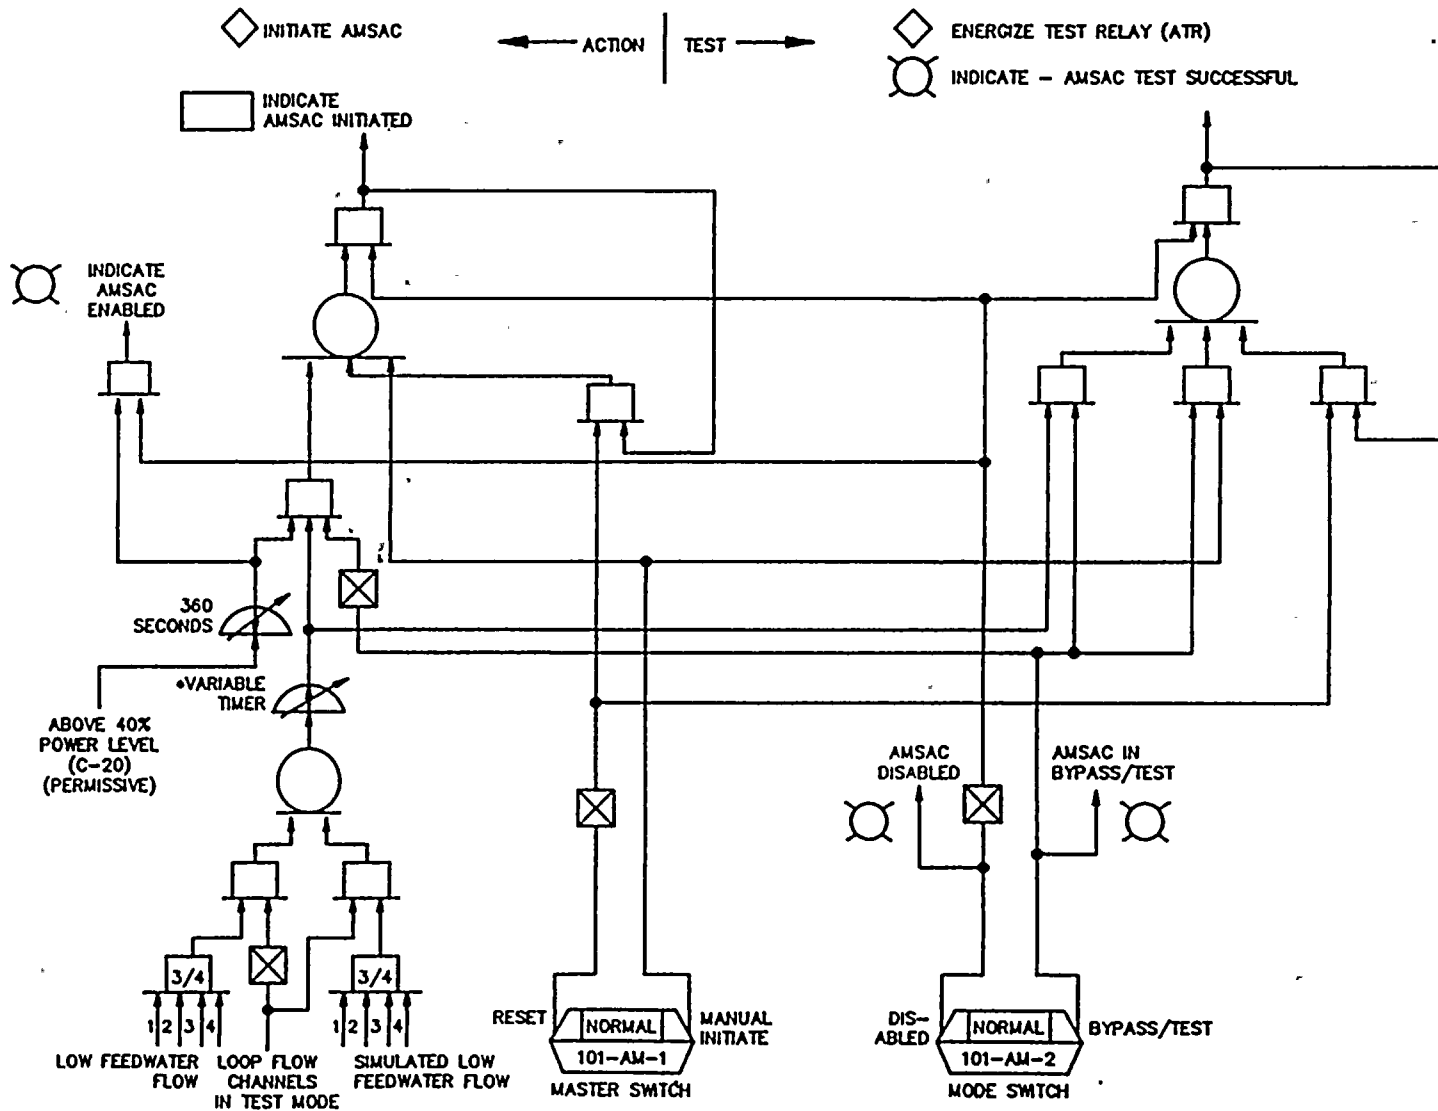 INITIATE AMSAC
ACTION
TEST
ENERGIZE TEST RELAY (ATR)
INDICATE - AMSAC TEST SUCCESSFUL
INDICATE
AMSAC INITIATED
INDICATE
AMSAC
ENABLED
360
SECONDS
*VARIABLE
TIMER
ABOVE 40%
POWER LEVEL
(C-20)
(PERMISSIVE)
AMSAC
DISABLED
AMSAC IN
BYPASS/TEST
3/4
3/4
1 2 3 4
1 2 3 4
LOW FEEDWATER
FLOW
LOOP FLOW
CHANNELS
IN TEST MODE
SIMULATED LOW
FEEDWATER FLOW
RESET
NORMAL
MANUAL
INITIATE
101-AM-1
MASTER SWITCH
DIS-
ABLED
NORMAL
BYPASS/TEST
101-AM-2
MODE SWITCH